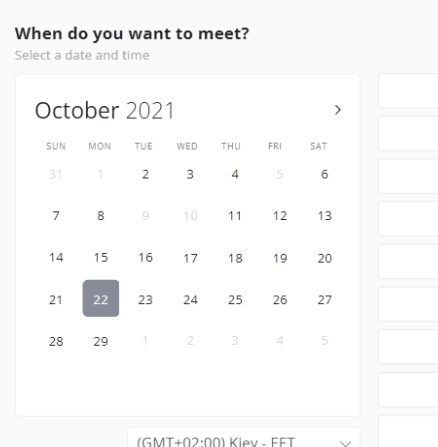 When do you want to meet?
Select a date and time
October 2021
SUN MON TUE WED THU FRI SAT
31 1 2 3 4 5 6
7 8 9 10 11 12 13
14 15 16 17 18 19 20
21 22 23 24 25 26 27
28 29 1 2 3 4 5
(GMT+02:00) Kiev - EET